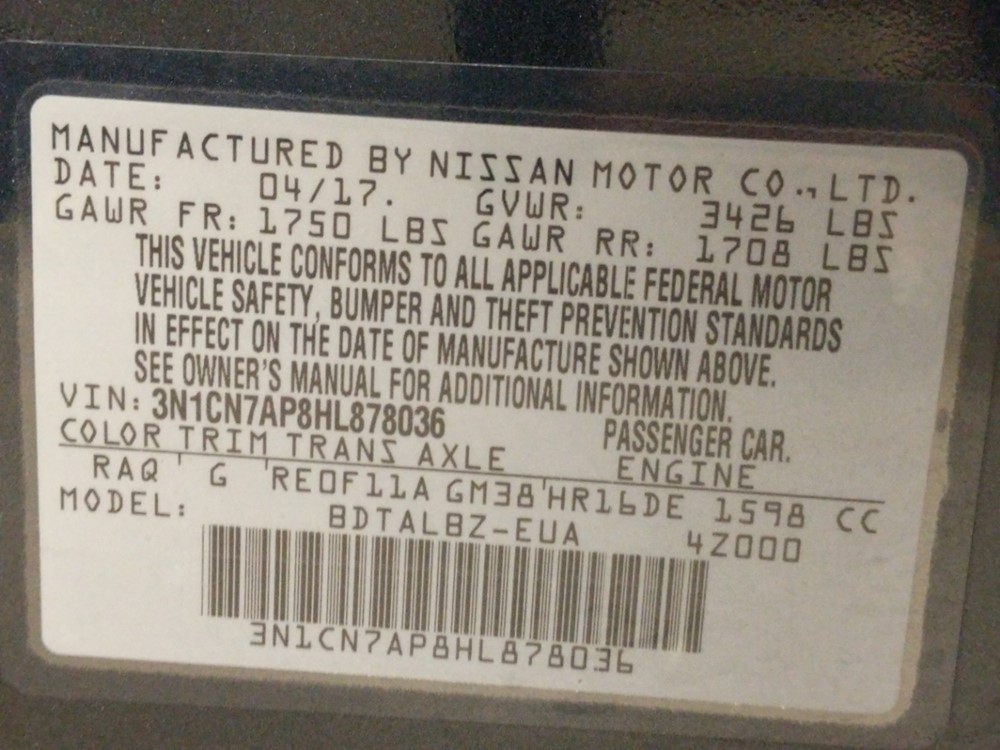 MANUFACTURED BY NISSAN MOTOR CO., LTD.
DATE: 04/17. GVWR: 3426 LBS
GAWR FR: 1750 LBS GAWR RR: 1708 LBS
THIS VEHICLE CONFORMS TO ALL APPLICABLE FEDERAL MOTOR
VEHICLE SAFETY, BUMPER AND THEFT PREVENTION STANDARDS
IN EFFECT ON THE DATE OF MANUFACTURE SHOWN ABOVE.
SEE OWNER'S MANUAL FOR ADDITIONAL INFORMATION.
VIN: 3N1CN7AP8HL878036 PASSENGER CAR.
COLOR TRIM TRANS AXLE ENGINE
RAQ ' G 'RE0F11A GM38'HR16DE 1598 CC
MODEL: BDTALBZ-EUA 4Z000
3N1CN7AP8HL878036